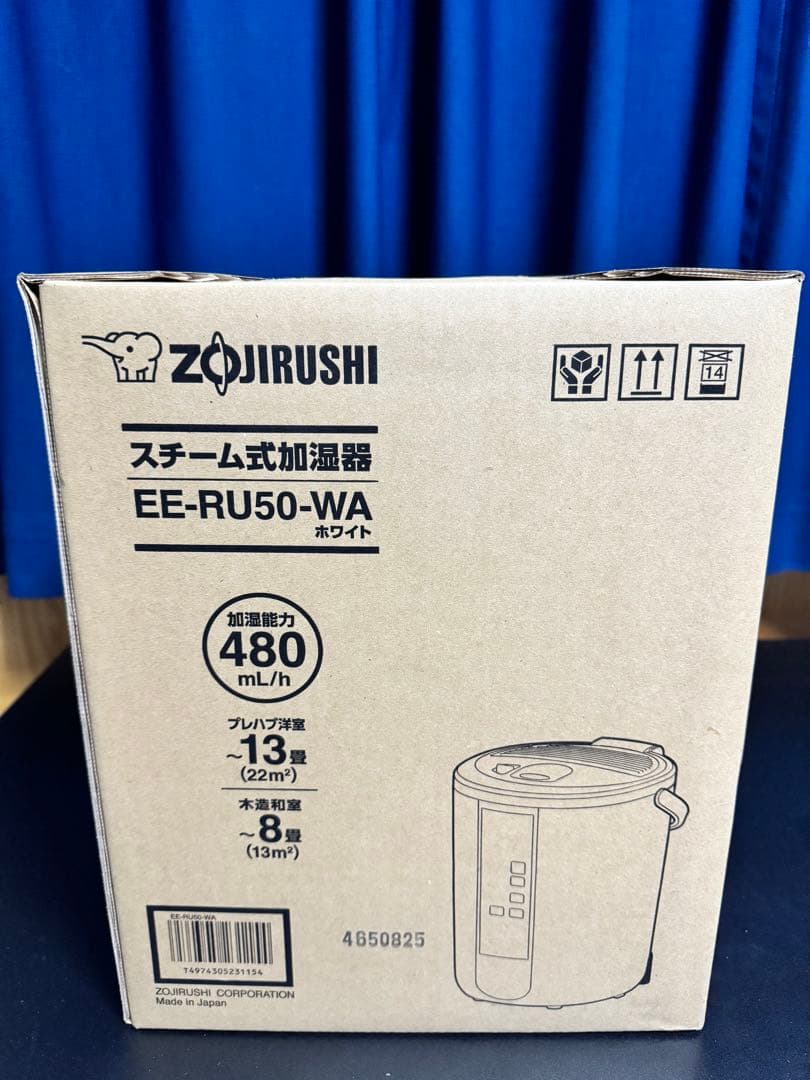 ZOJIRUSHI
14
スチーム式加湿器
EE-RU50-WA
ホワイト
加湿能力
480
mL/h
プレハブ洋室
～13畳
(22m²)
木造和室
～8畳
(13m²)
EE-RU50-WA
T4974305231154
4650825
ZOJIRUSHI CORPORATION
Made in Japan